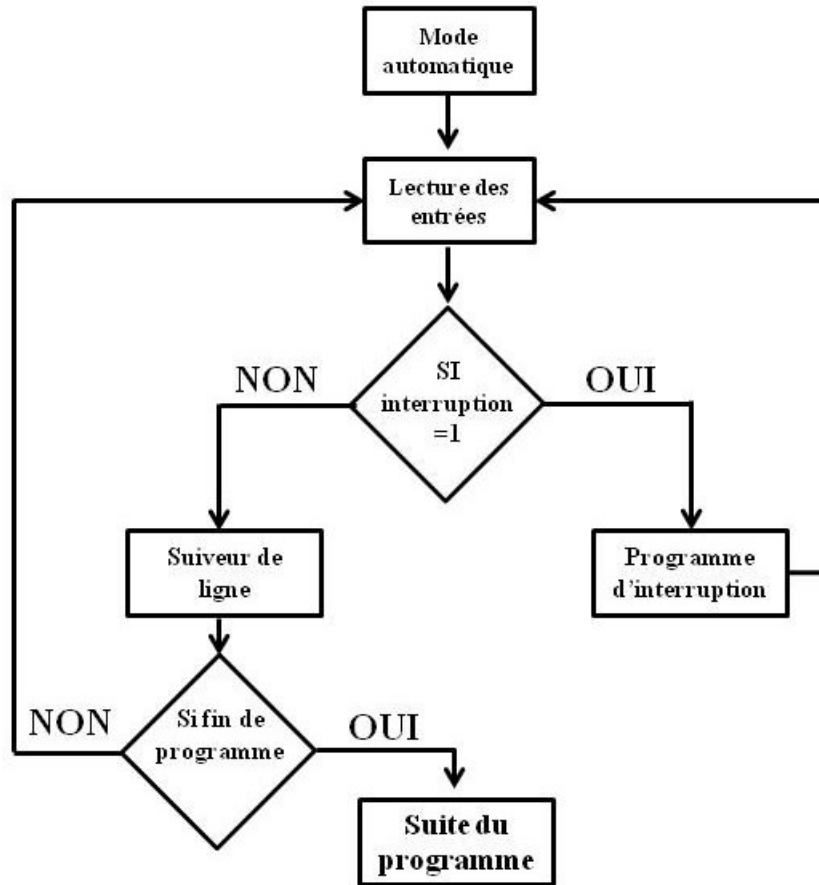 Mode
automatique
Lecture des
entrées
SI
interruption
=1
NON
OUI
Suiveur de
ligne
Programme
d'interruption
Si fin de
programme
NON
OUI
Suite du
programme